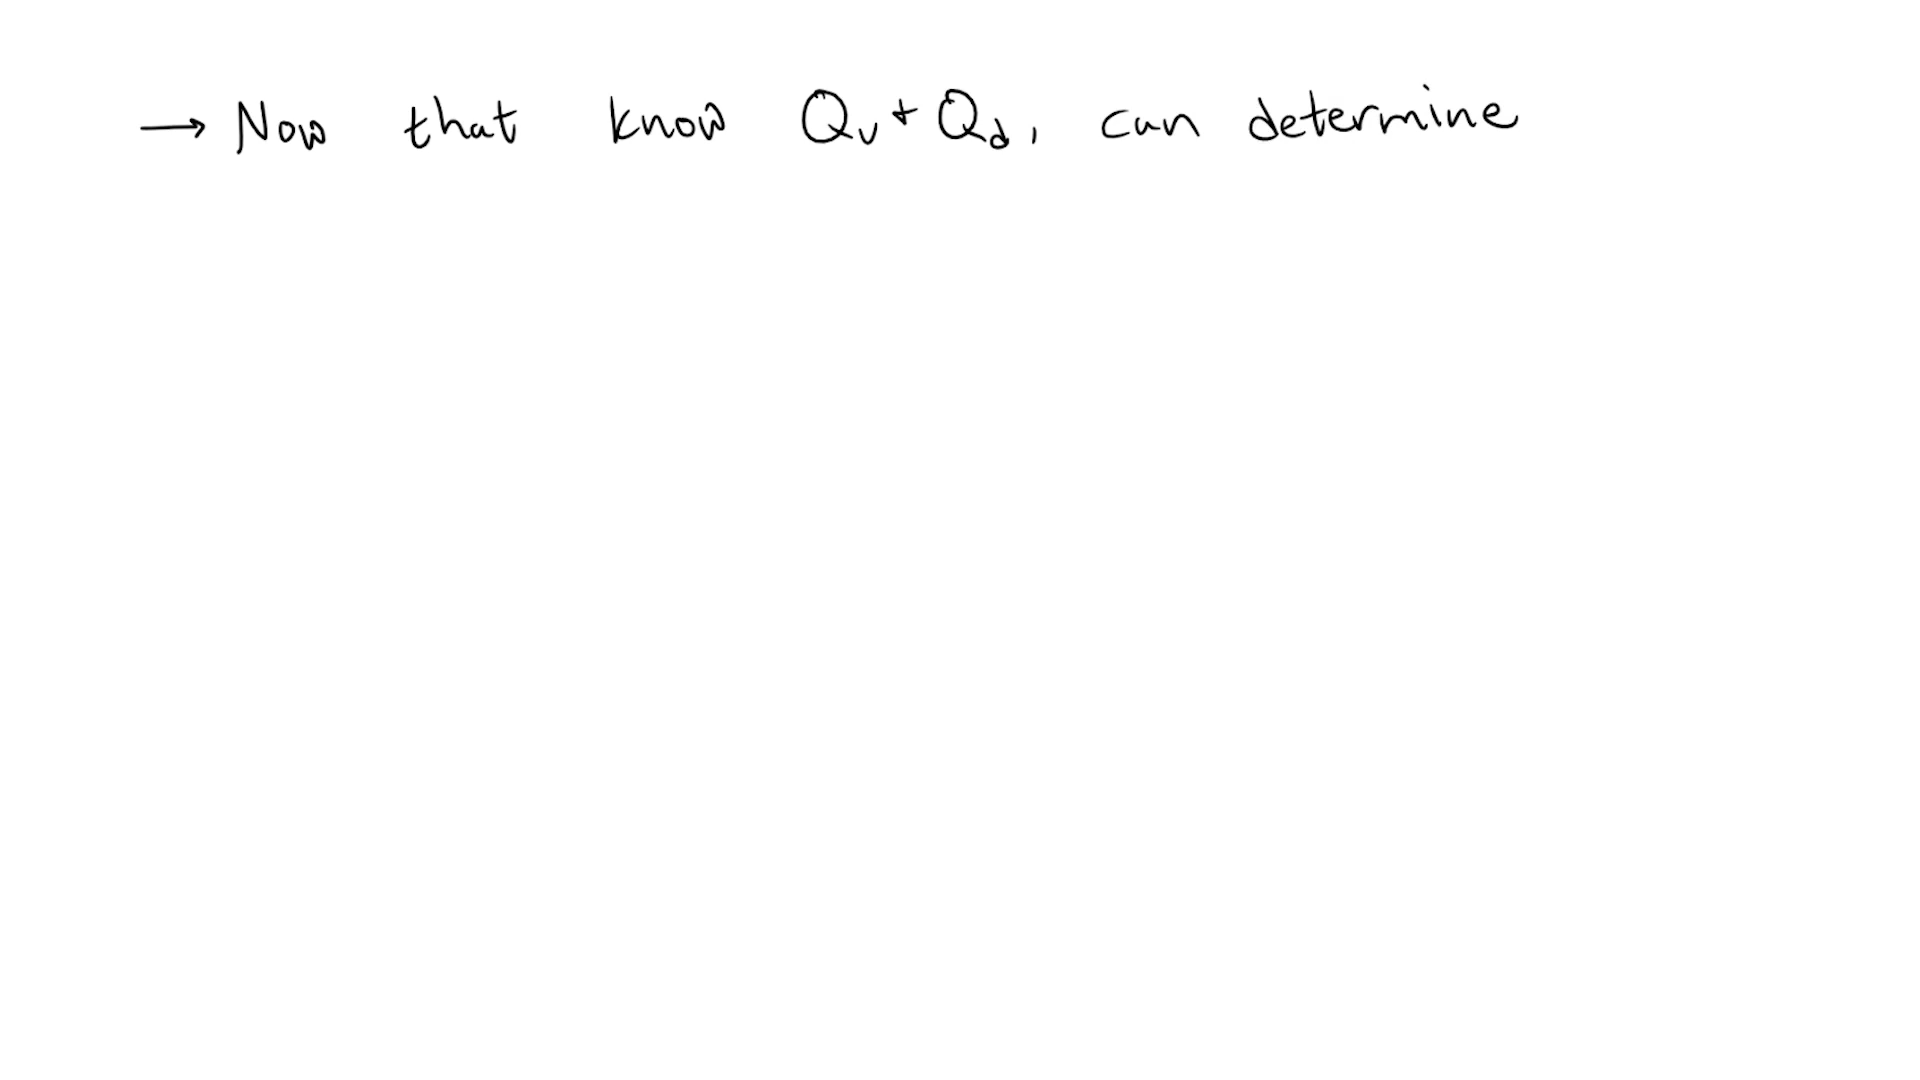 → Now that know Qv + Qd, can determine